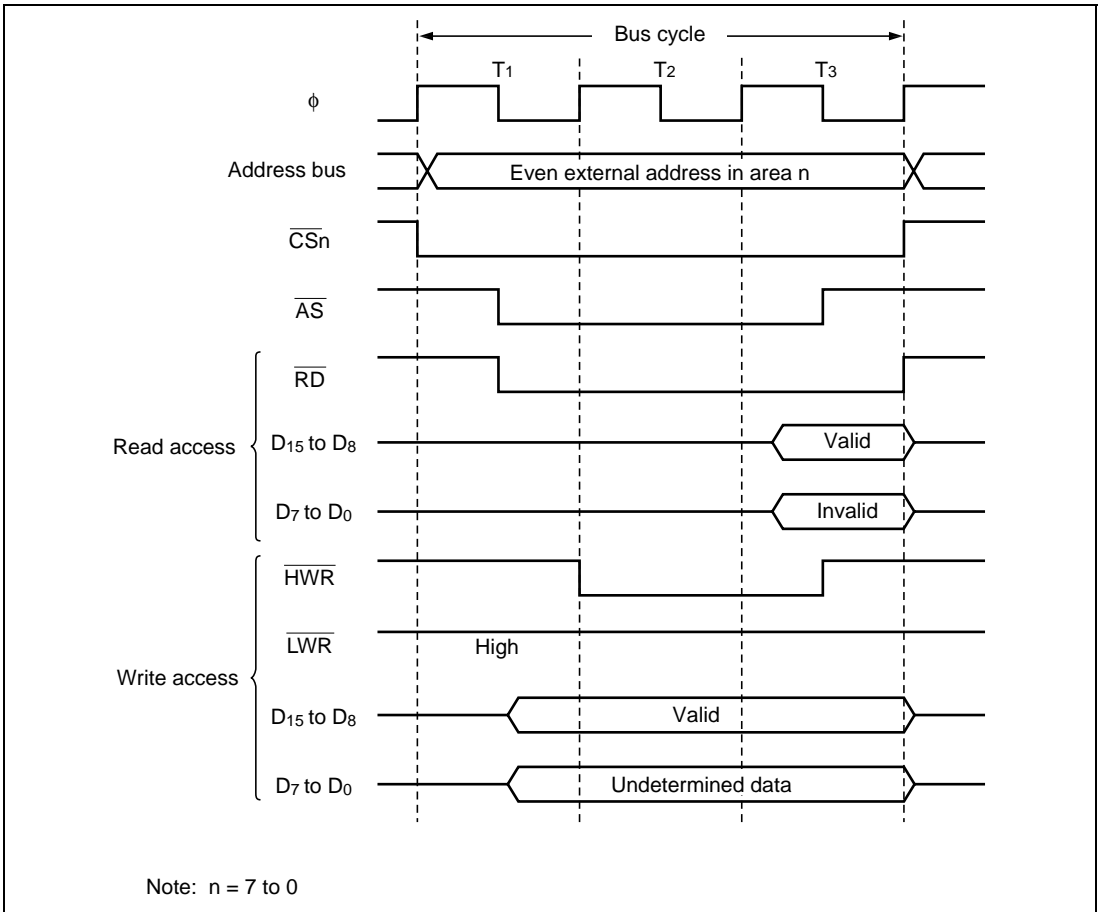 Bus cycle
T1 T2 T3
ϕ
Address bus Even external address in area n
CSn
AS
RD
Read access D15 to D8 Valid
D7 to D0 Invalid
HWR
LWR High
Write access
D15 to D8 Valid
D7 to D0 Undetermined data
Note: n = 7 to 0